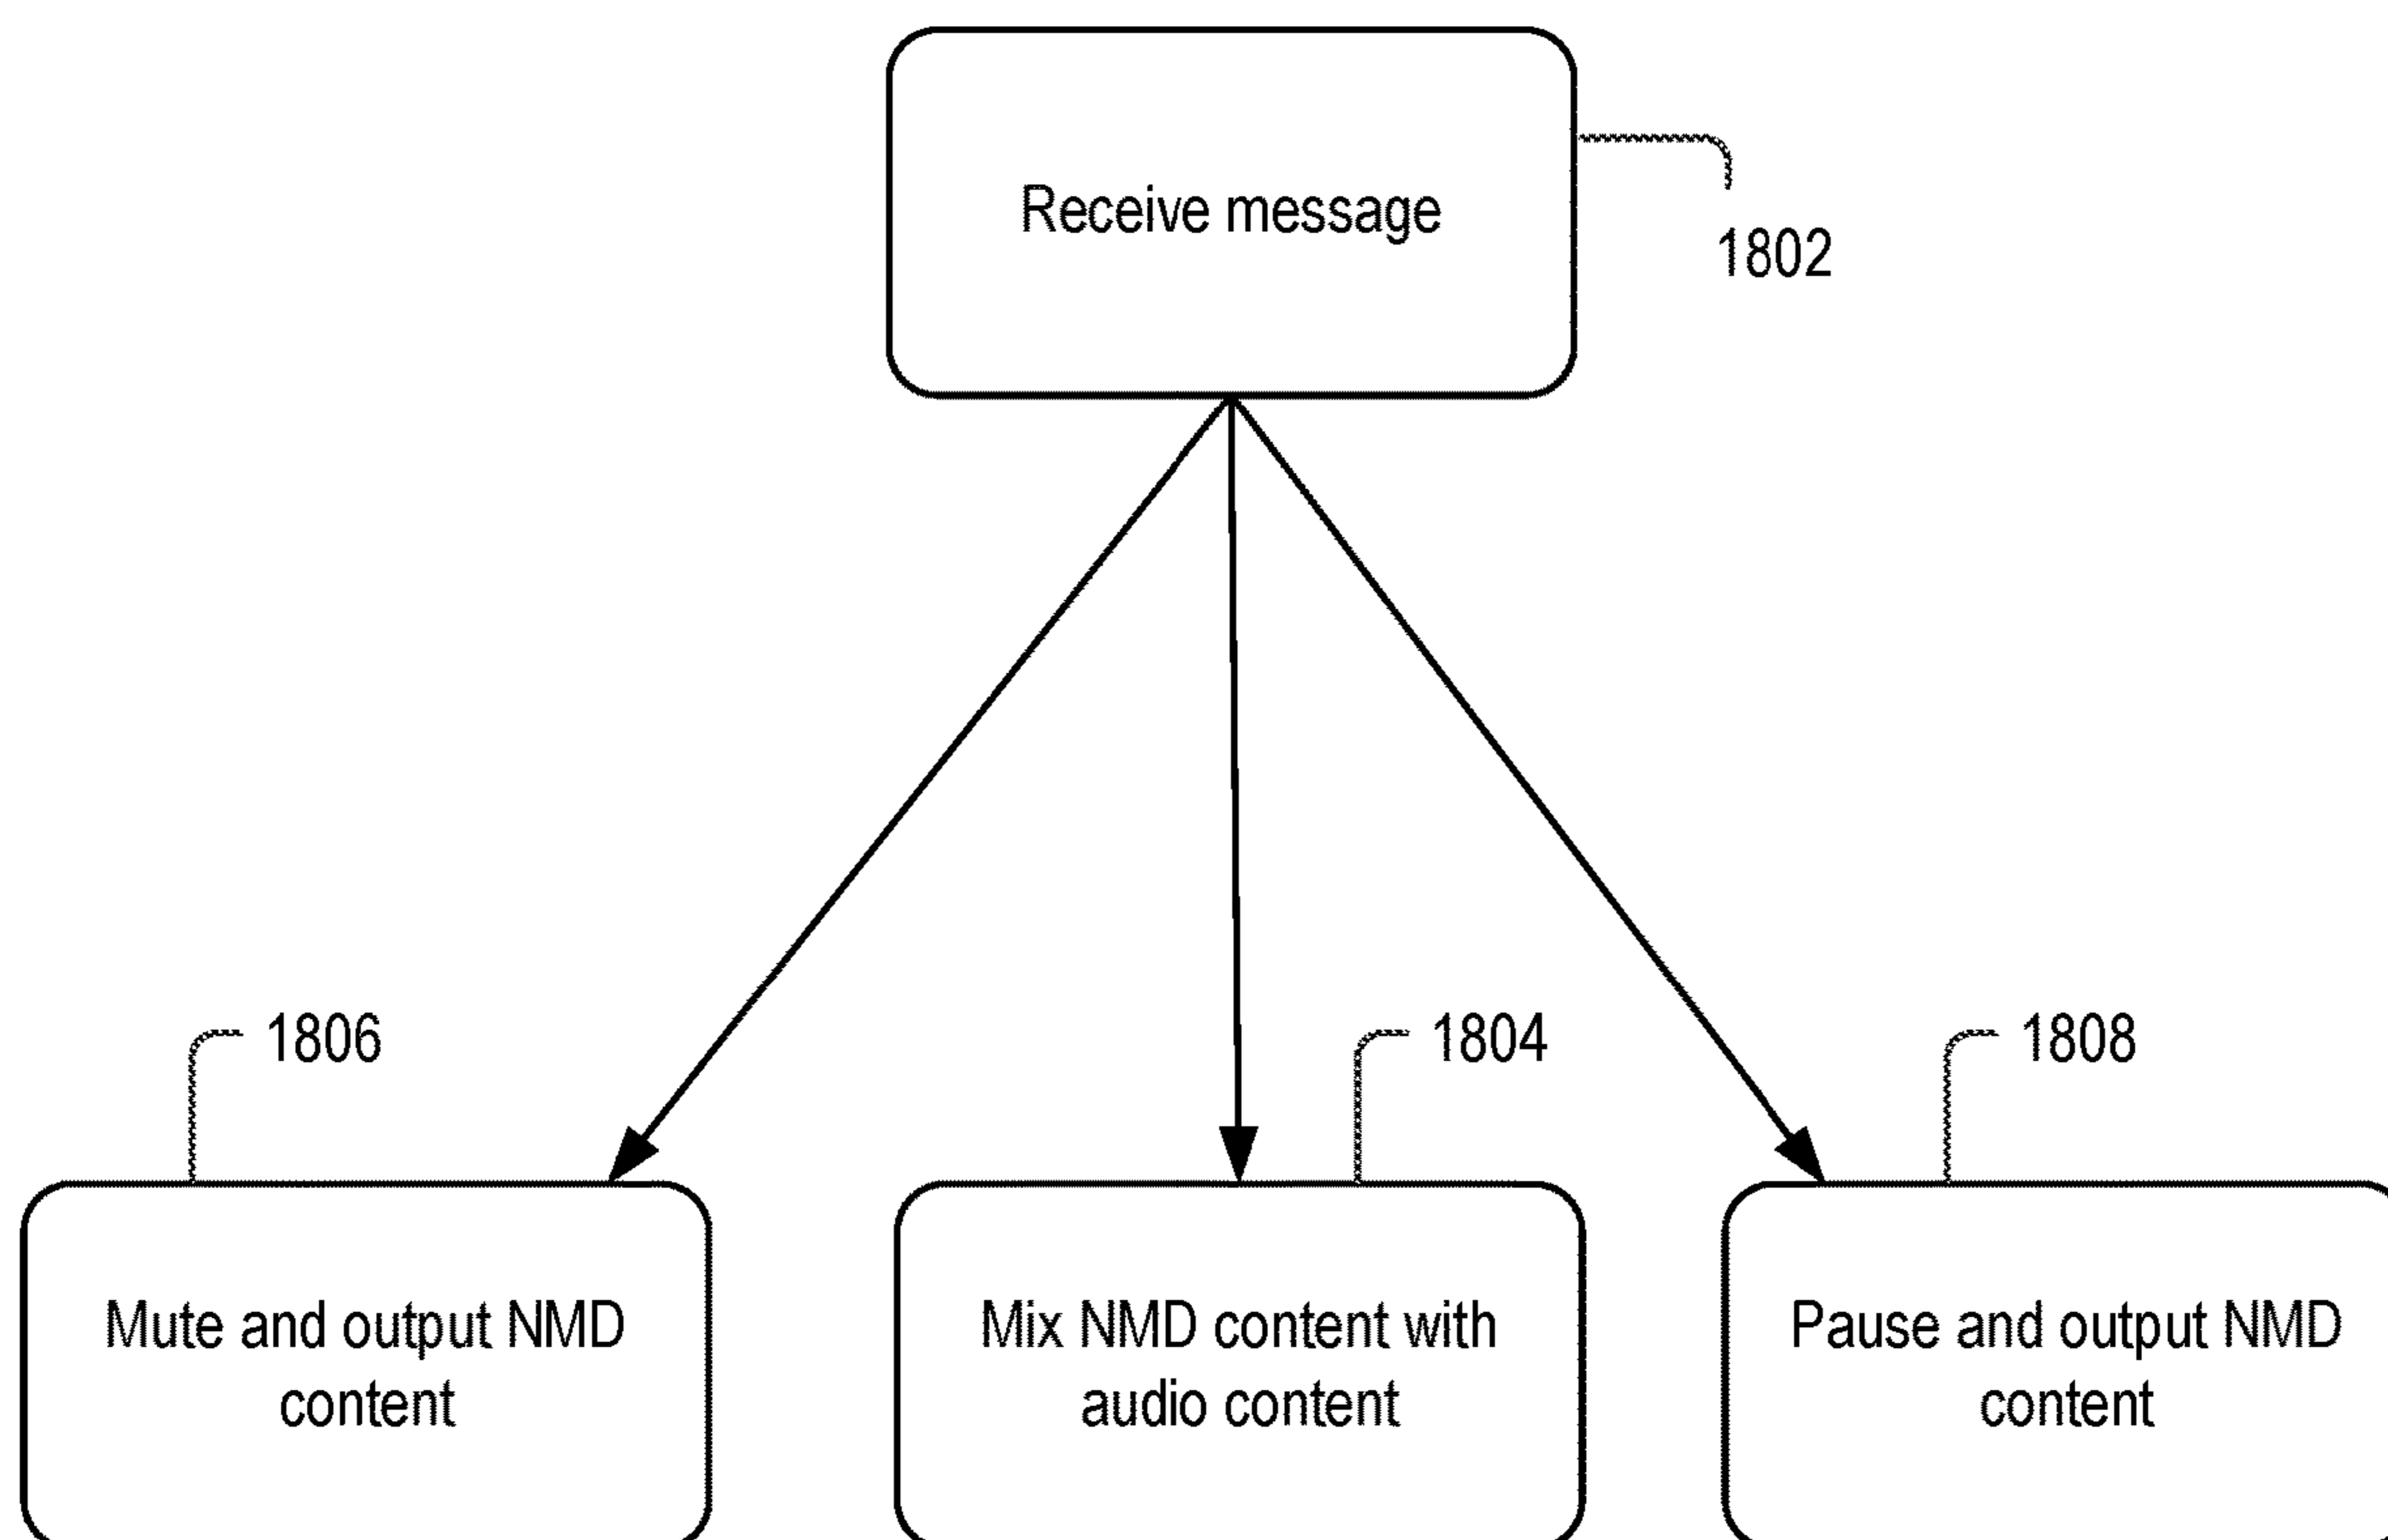 Receive message
1802
1806
1804
1808
Mute and output NMD
content
Mix NMD content with
audio content
Pause and output NMD
content